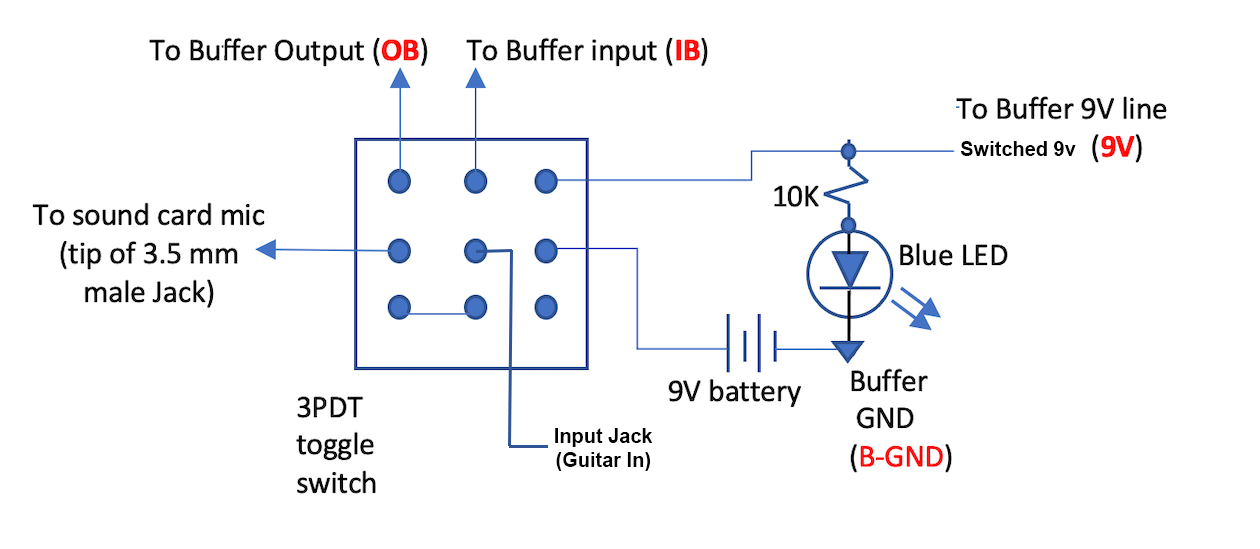 To Buffer Output (OB)
To Buffer input (IB)
To Buffer 9V line
Switched 9v (9V)
10K
To sound card mic
(tip of 3.5 mm
male Jack)
Blue LED
9V battery
Buffer
GND
(B-GND)
3PDT
toggle
switch
Input Jack
(Guitar In)